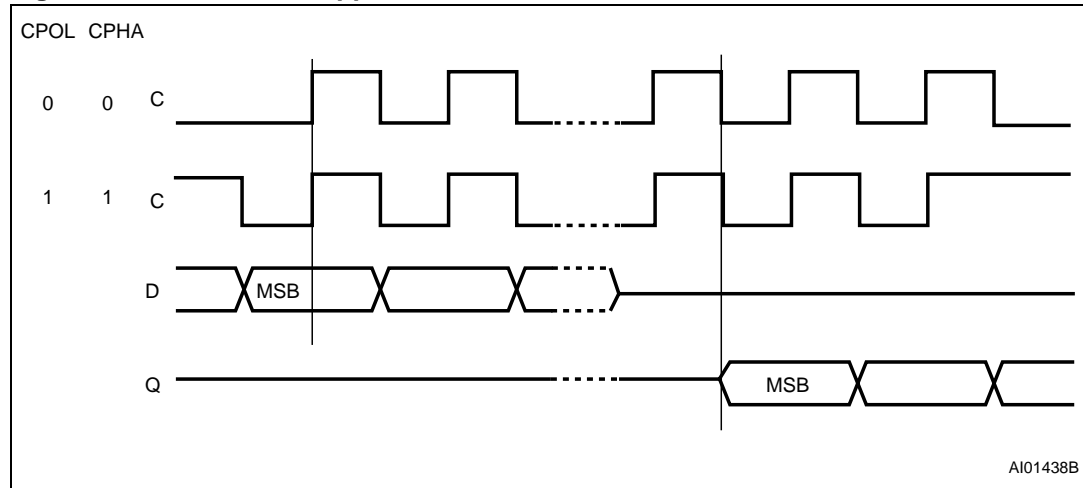 CPOL CPHA
0 0 C
1 1 C
D MSB
Q MSB
AI01438B